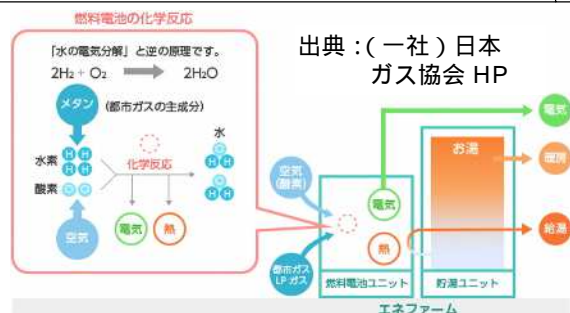 燃料電池の化学反応
「水の電気分解」と逆の原理です。
2H₂ + O₂ 2H₂O
メタン
(都市ガスの主成分)
水素
H H
H H
酸素
O O
化学反応
水
H H
O
H H
O
空気
電気
熱
出典:(一社)日本
ガス協会 HP
空気
(酸素)
都市ガス
LPガス
電気
熱
燃料電池ユニット
お湯
貯湯ユニット
電気
暖房
給湯
エネファーム